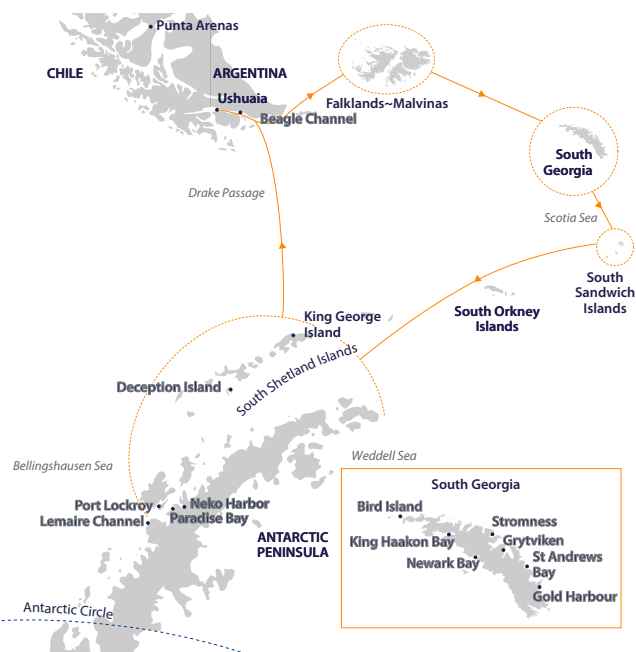 Punta Arenas
CHILE
ARGENTINA
Ushuaia
Falklands~Malvinas
Beagle Channel
South
Georgia
Drake Passage
Scotia Sea
South
Sandwich
Islands
South Orkney
Islands
King George
Island
South Shetland Islands
Deception Island
Weddell Sea
Bellingshausen Sea
Port Lockroy
Neko Harbor
Lemaire Channel
Paradise Bay
ANTARCTIC
PENINSULA
Antarctic Circle
South Georgia
Bird Island
Stromness
King Haakon Bay
Grytviken
Newark Bay
St Andrews
Bay
Gold Harbour